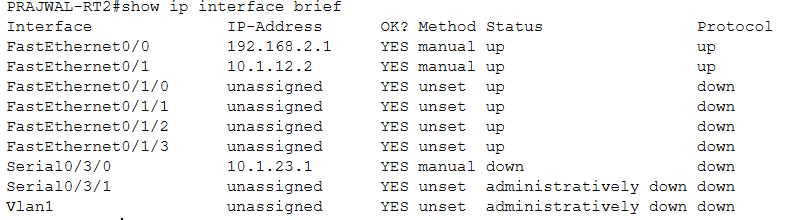 PRAJWAL-RT2#show ip interface brief
Interface IP-Address OK? Method Status Protocol
FastEthernet0/0 192.168.2.1 YES manual up up
FastEthernet0/1 10.1.12.2 YES manual up up
FastEthernet0/1/0 unassigned YES unset up down
FastEthernet0/1/1 unassigned YES unset up down
FastEthernet0/1/2 unassigned YES unset up down
FastEthernet0/1/3 unassigned YES unset up down
Serial0/3/0 10.1.23.1 YES manual down down
Serial0/3/1 unassigned YES unset administratively down down
Vlan1 unassigned YES unset administratively down down